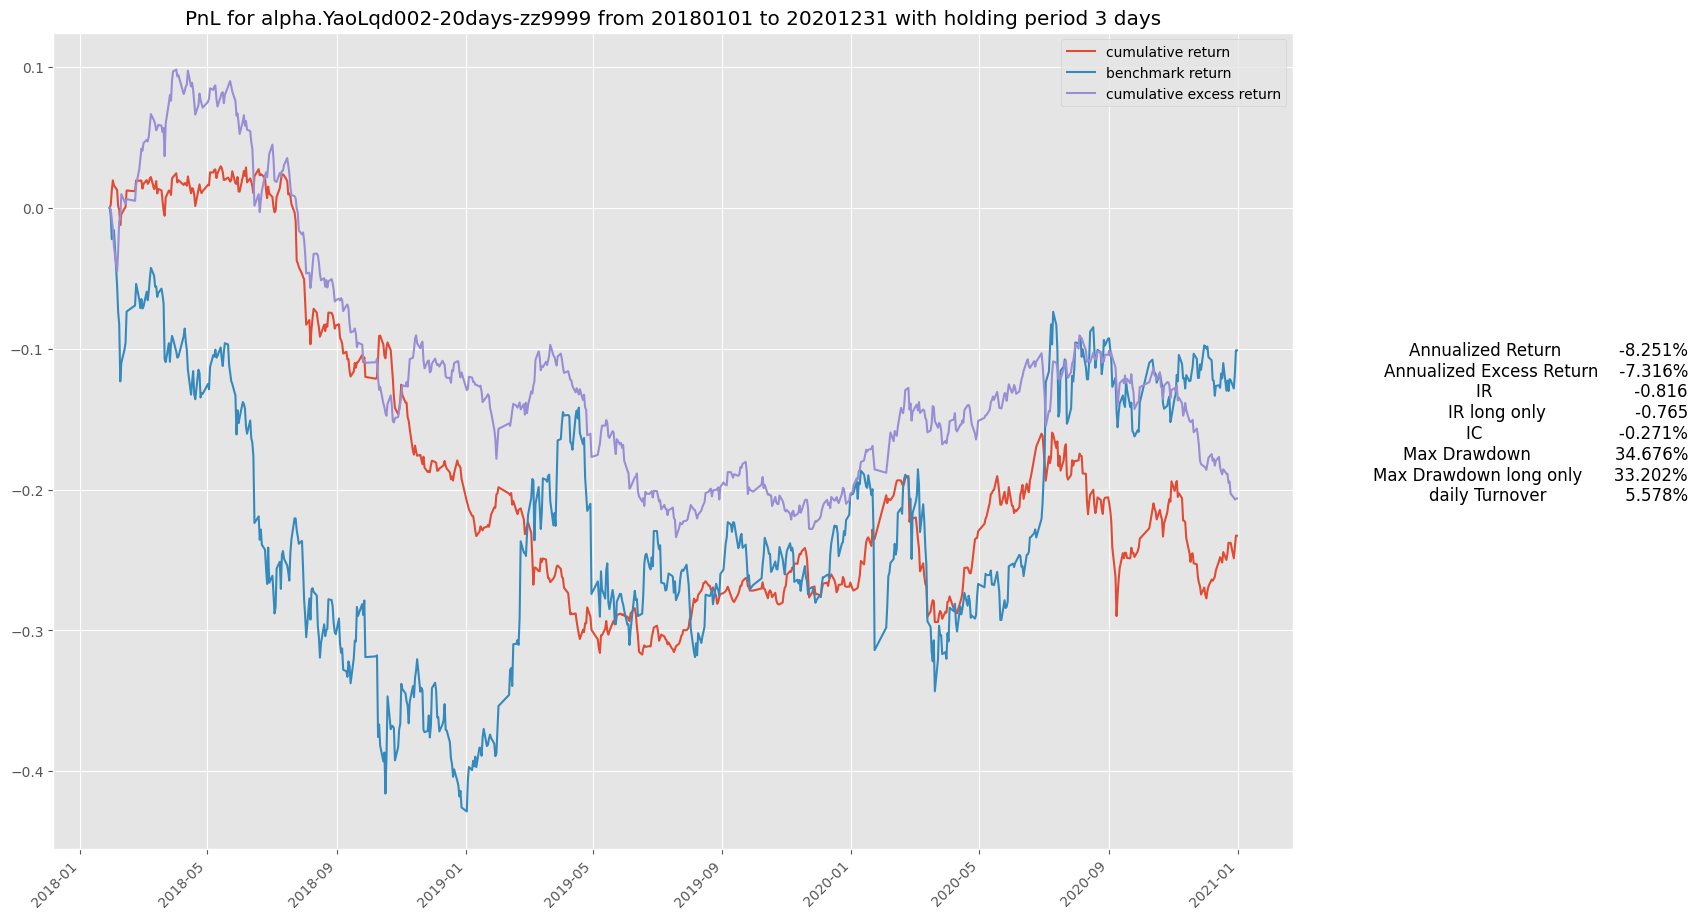 PnL for alpha.YaoLqd002-20days-zz9999 from 20180101 to 20201231 with holding period 3 days
cumulative return
benchmark return
cumulative excess return
0.1
0.0
−0.1
−0.2
−0.3
−0.4
2018-01
2018-05
2018-09
2019-01
2019-05
2019-09
2020-01
2020-05
2020-09
2021-01
Annualized Return -8.251%
Annualized Excess Return -7.316%
IR -0.816
IR long only -0.765
IC -0.271%
Max Drawdown 34.676%
Max Drawdown long only 33.202%
daily Turnover 5.578%